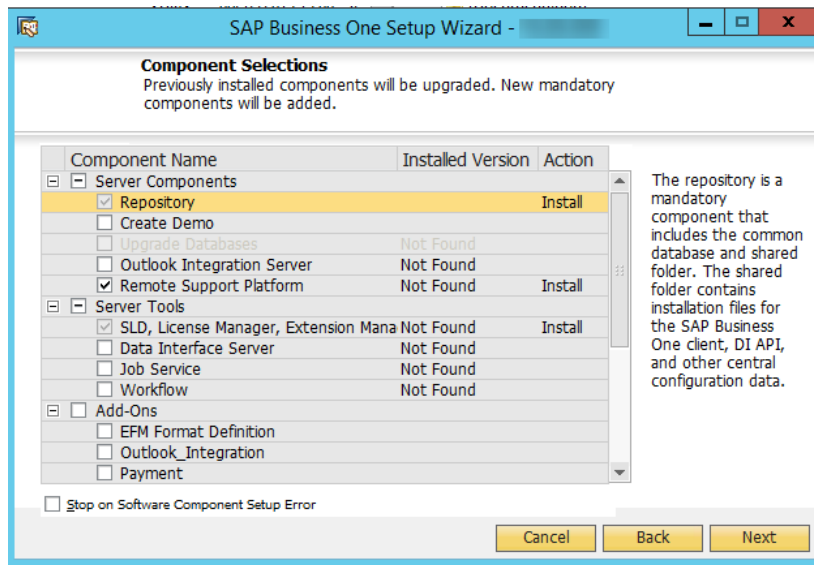 SAP Business One Setup Wizard -
Component Selections
Previously installed components will be upgraded. New mandatory
components will be added.
Component Name Installed Version Action
Server Components
Repository Install
Create Demo
Upgrade Databases Not Found
Outlook Integration Server Not Found
Remote Support Platform Not Found Install
Server Tools
SLD, License Manager, Extension Mana Not Found Install
Data Interface Server Not Found
Job Service Not Found
Workflow Not Found
Add-Ons
EFM Format Definition
Outlook_Integration
Payment
The repository is a
mandatory
component that
includes the common
database and shared
folder. The shared
folder contains
installation files for
the SAP Business
One client, DI API,
and other central
configuration data.
Stop on Software Component Setup Error
Cancel Back Next